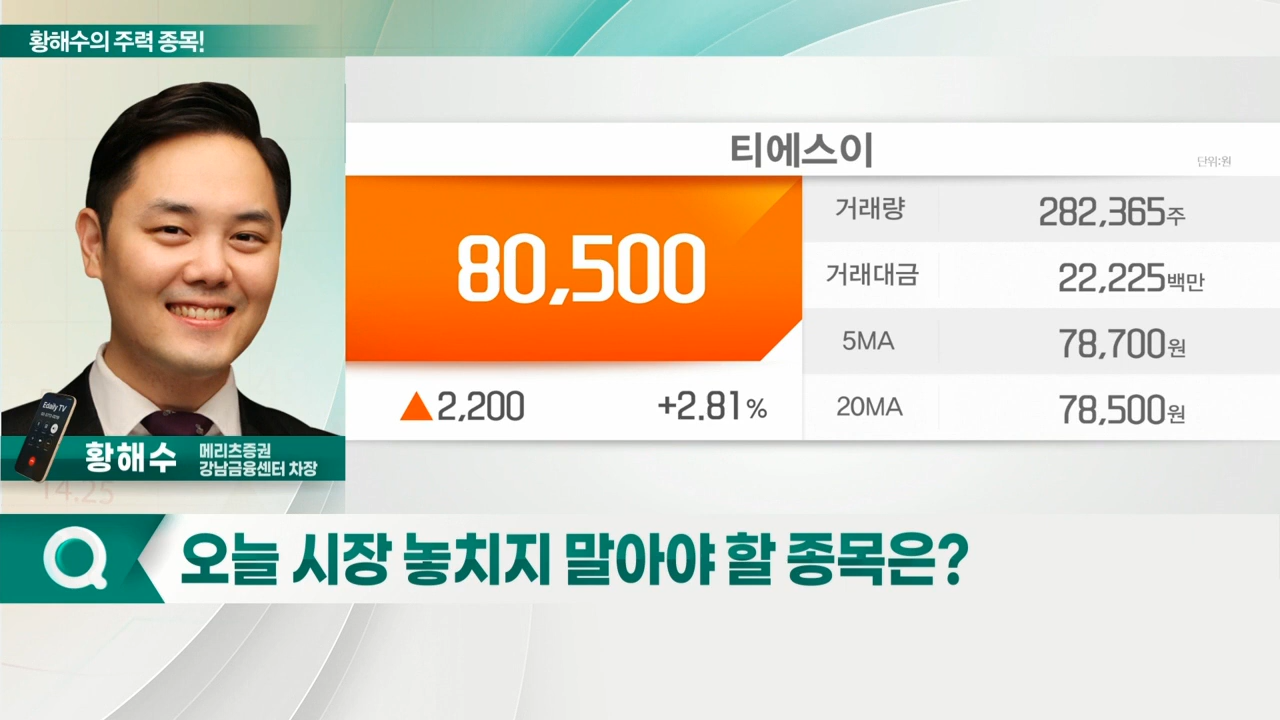 황해수의 주력 종목!
티에스이
단위:원
80,500
▲2,200 +2.81%
거래량 282,365주
거래대금 22,225백만
5MA 78,700원
20MA 78,500원
Edaily TV
황해수 메리츠증권
강남금융센터 차장
14.25
Q 오늘 시장 놓치지 말아야 할 종목은?